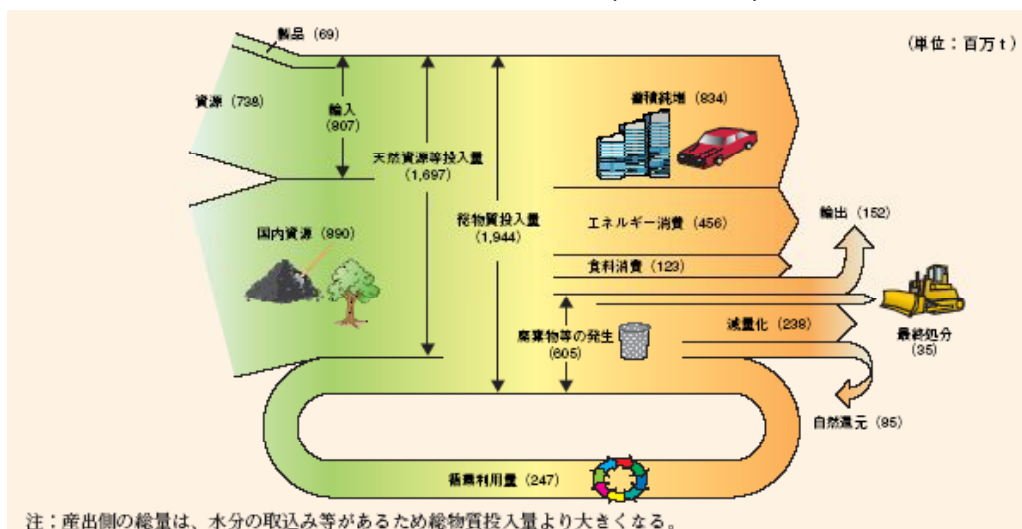 製品 (69)
(単位:百万t)
資源 (738)
輸入
(807)
蓄積純増 (834)
天然資源等投入量
(1,697)
総物質投入量
(1,944)
国内資源 (890)
エネルギー消費 (456)
輸出 (152)
食料消費 (123)
減量化 (238)
廃棄物等の発生
(605)
最終処分
(35)
自然還元 (85)
循環利用量 (247)
注:産出側の総量は、水分の取込み等があるため総物質投入量より大きくなる。